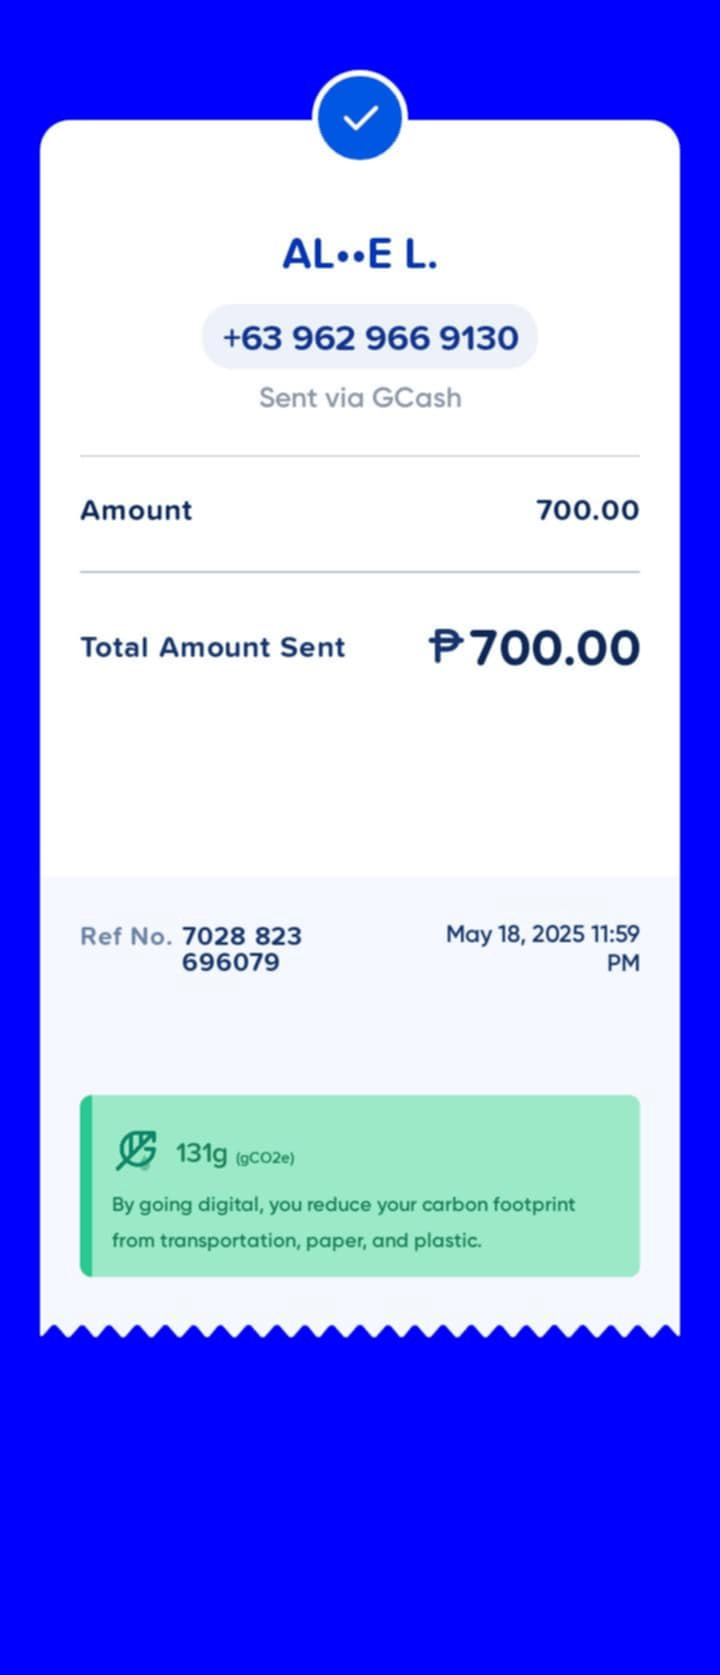 AL••E L.
+63 962 966 9130
Sent via GCash
Amount 700.00
Total Amount Sent ₱700.00
Ref No. 7028 823 696079
May 18, 2025 11:59 PM
131g (gCO2e)
By going digital, you reduce your carbon footprint
from transportation, paper, and plastic.